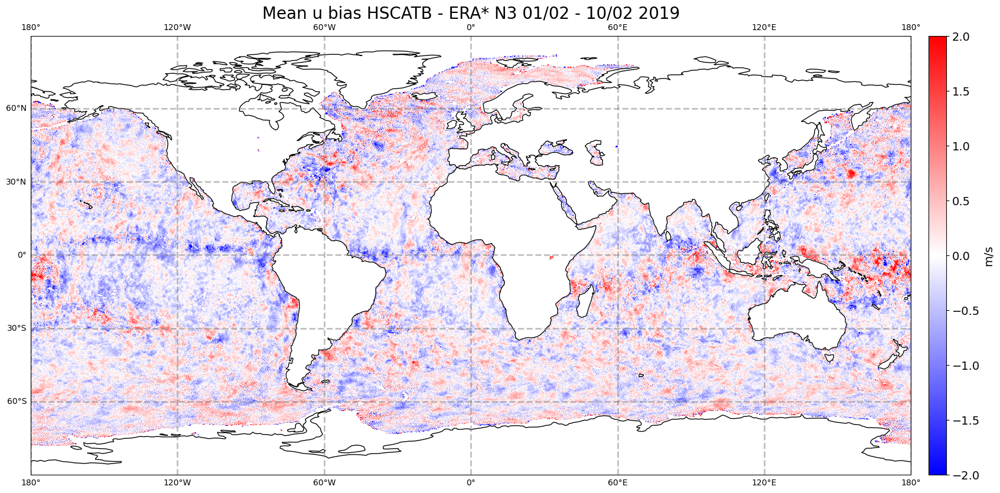 Mean u bias HSCATB - ERA* N3 01/02 - 10/02 2019
180° 120°W 60°W 0° 60°E 120°E 180°
60°N
30°N
0°
30°S
60°S
180° 120°W 60°W 0° 60°E 120°E 180°
2.0
1.5
1.0
0.5
0.0
−0.5
−1.0
−1.5
−2.0
m/s